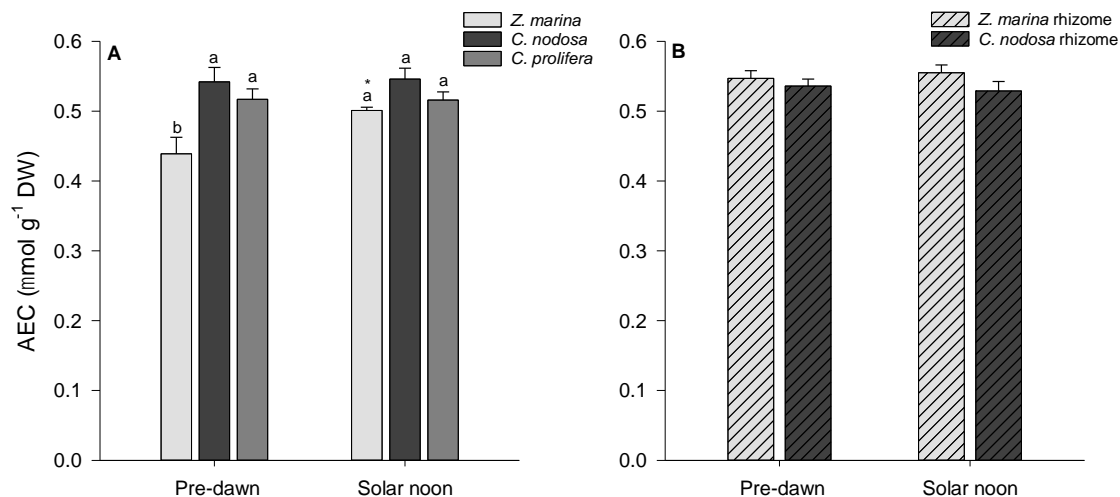 Z. marina
C. nodosa
C. prolifera
Z. marina rhizome
C. nodosa rhizome
A
B
AEC (mmol g⁻¹ DW)
0.6
0.5
0.4
0.3
0.2
0.1
0.0
b
a
a
*
a
a
a
Pre-dawn
Solar noon
0.6
0.5
0.4
0.3
0.2
0.1
0.0
Pre-dawn
Solar noon